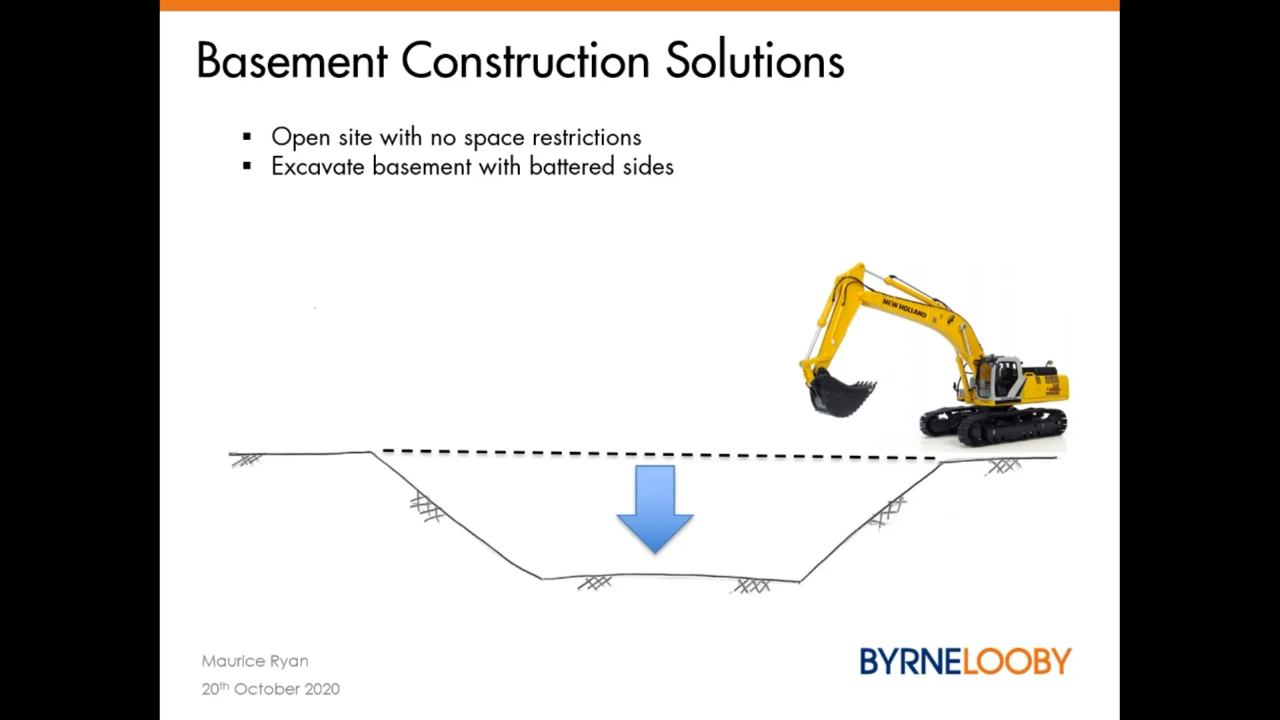 Basement Construction Solutions
▪ Open site with no space restrictions
▪ Excavate basement with battered sides
NEW HOLLAND
Maurice Ryan
20th October 2020
BYRNELOOBY